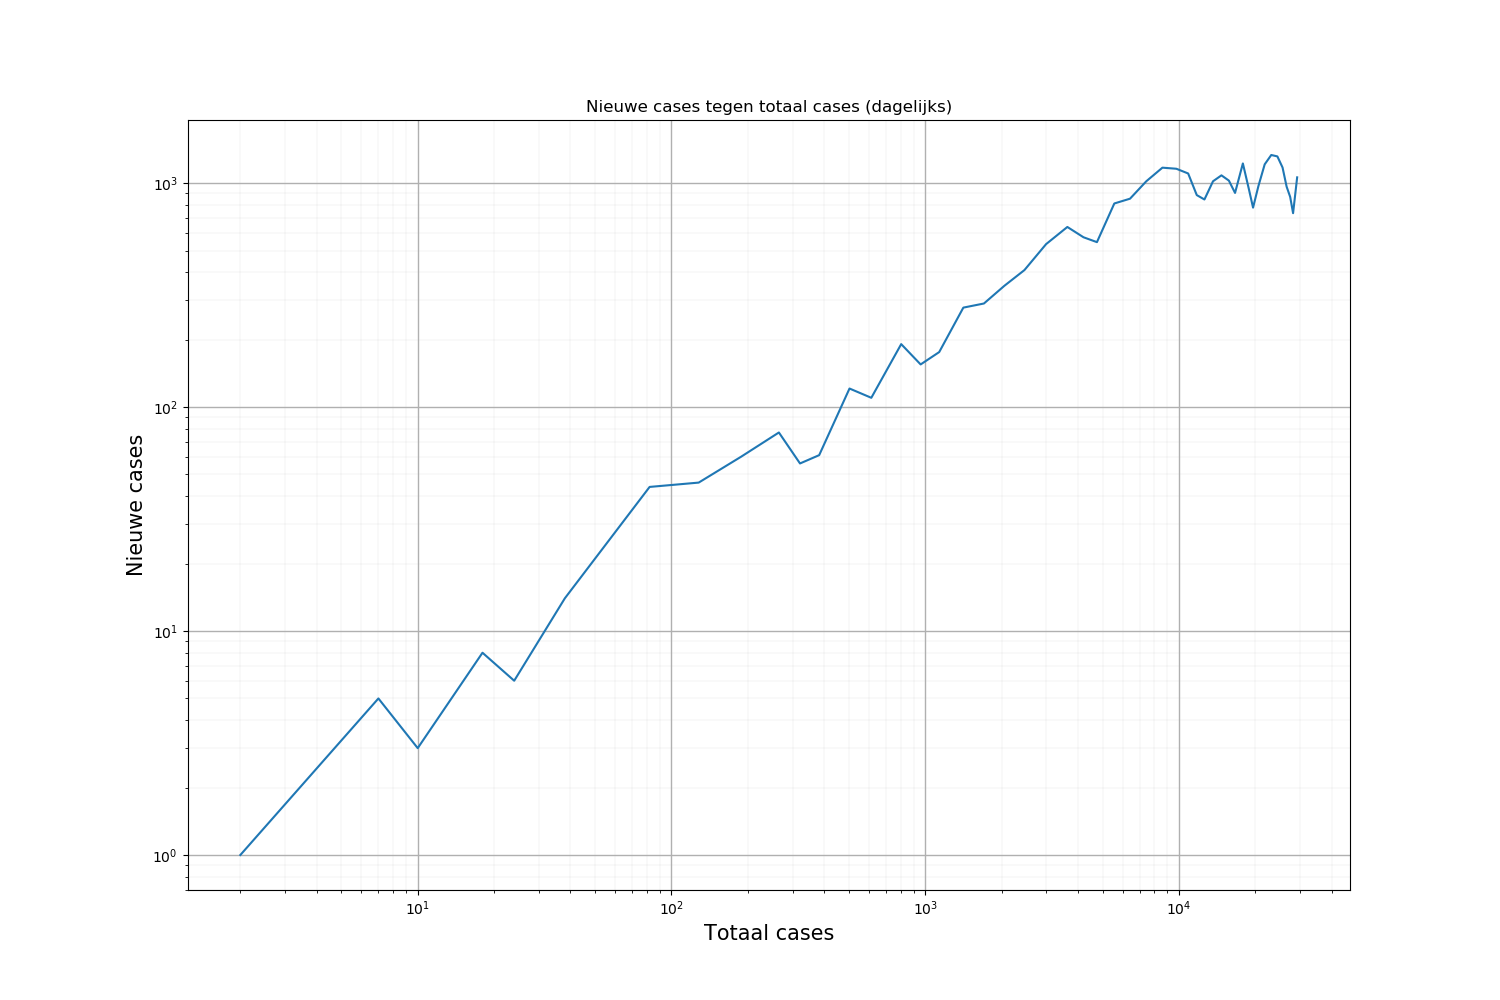 Nieuwe cases tegen totaal cases (dagelijks)
10³
10²
10¹
10⁰
Nieuwe cases
10¹ 10² 10³ 10⁴
Totaal cases